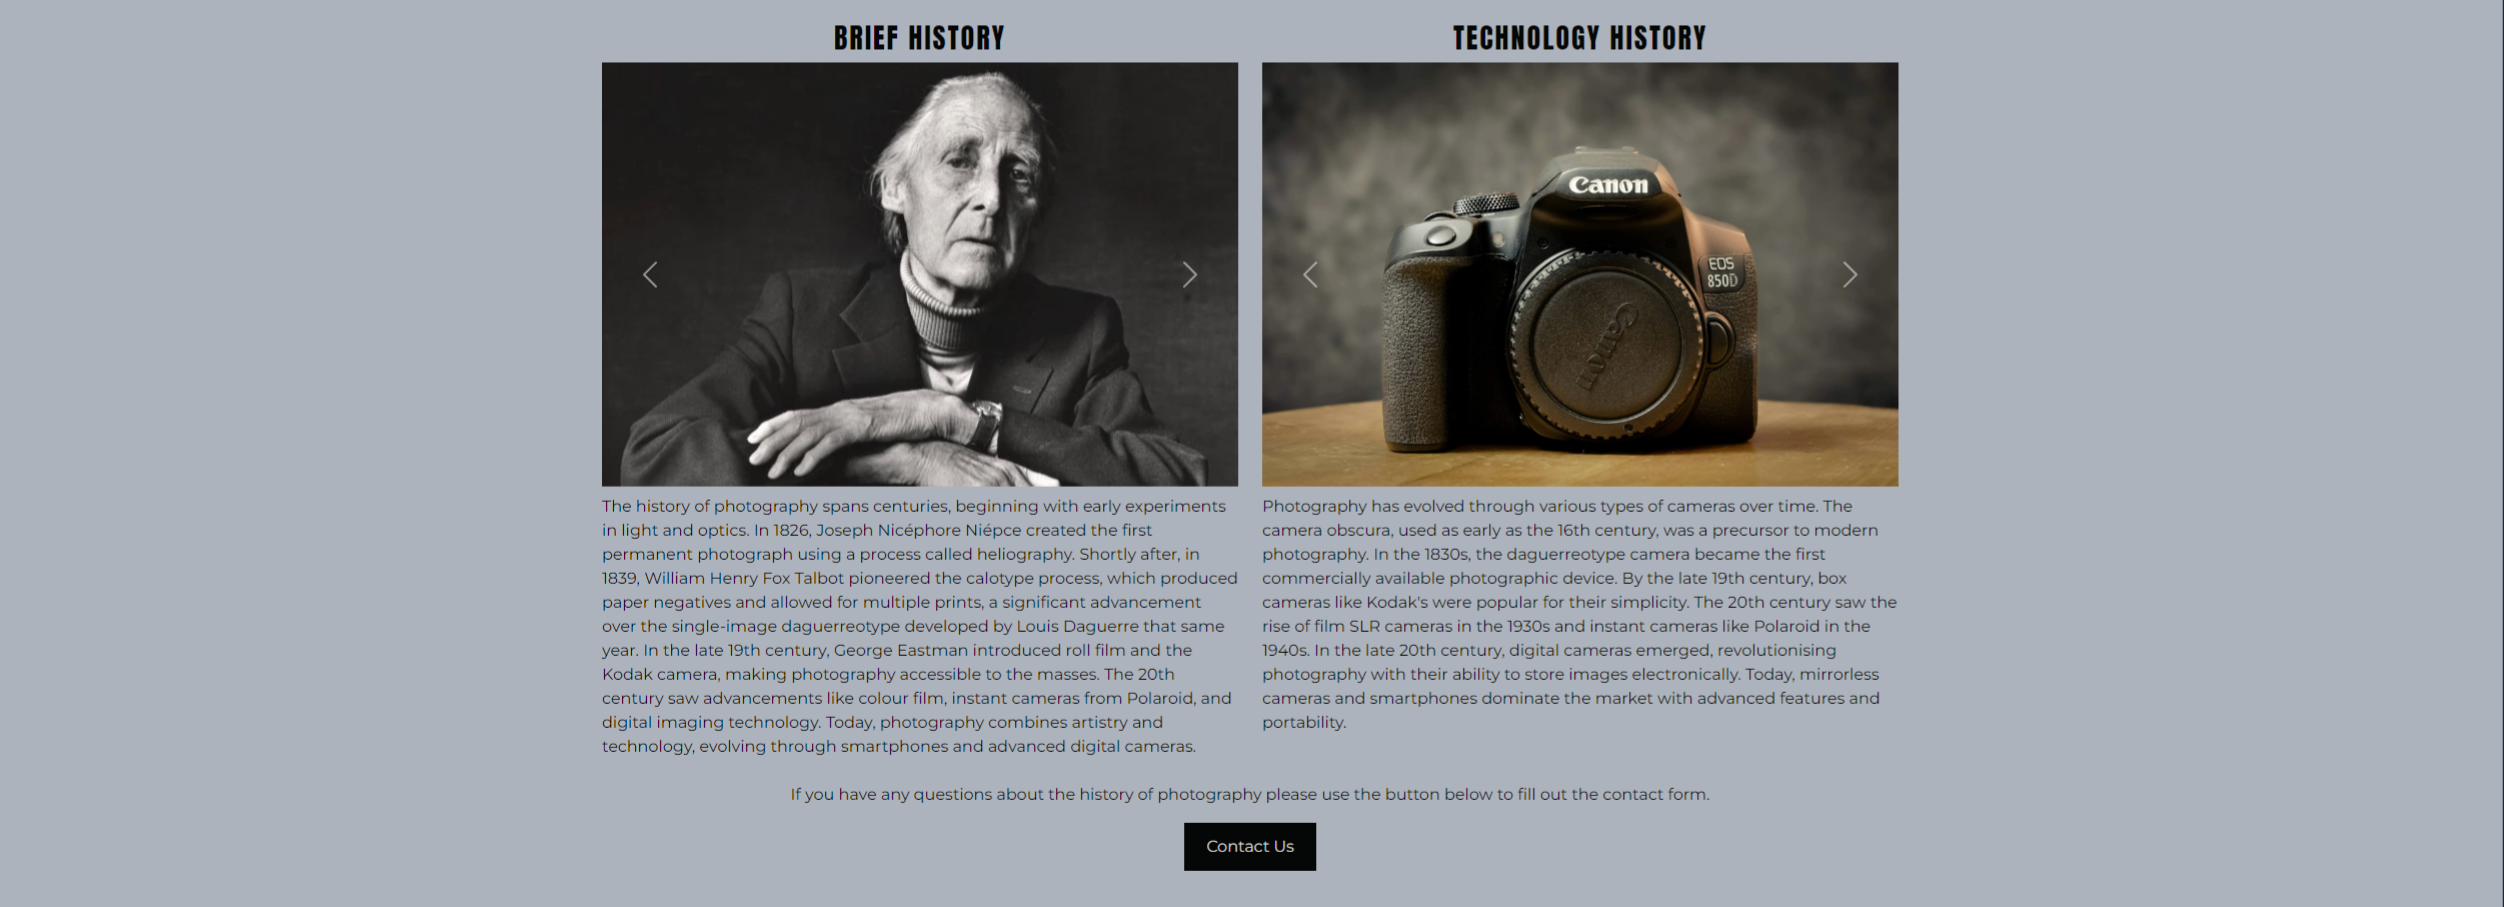 BRIEF HISTORY
The history of photography spans centuries, beginning with early experiments
in light and optics. In 1826, Joseph Nicéphore Niépce created the first
permanent photograph using a process called heliography. Shortly after, in
1839, William Henry Fox Talbot pioneered the calotype process, which produced
paper negatives and allowed for multiple prints, a significant advancement
over the single-image daguerreotype developed by Louis Daguerre that same
year. In the late 19th century, George Eastman introduced roll film and the
Kodak camera, making photography accessible to the masses. The 20th
century saw advancements like colour film, instant cameras from Polaroid, and
digital imaging technology. Today, photography combines artistry and
technology, evolving through smartphones and advanced digital cameras.
TECHNOLOGY HISTORY
Canon
EOS
850D
Canon
Photography has evolved through various types of cameras over time. The
camera obscura, used as early as the 16th century, was a precursor to modern
photography. In the 1830s, the daguerreotype camera became the first
commercially available photographic device. By the late 19th century, box
cameras like Kodak's were popular for their simplicity. The 20th century saw the
rise of film SLR cameras in the 1930s and instant cameras like Polaroid in the
1940s. In the late 20th century, digital cameras emerged, revolutionising
photography with their ability to store images electronically. Today, mirrorless
cameras and smartphones dominate the market with advanced features and
portability.
If you have any questions about the history of photography please use the button below to fill out the contact form.
Contact Us